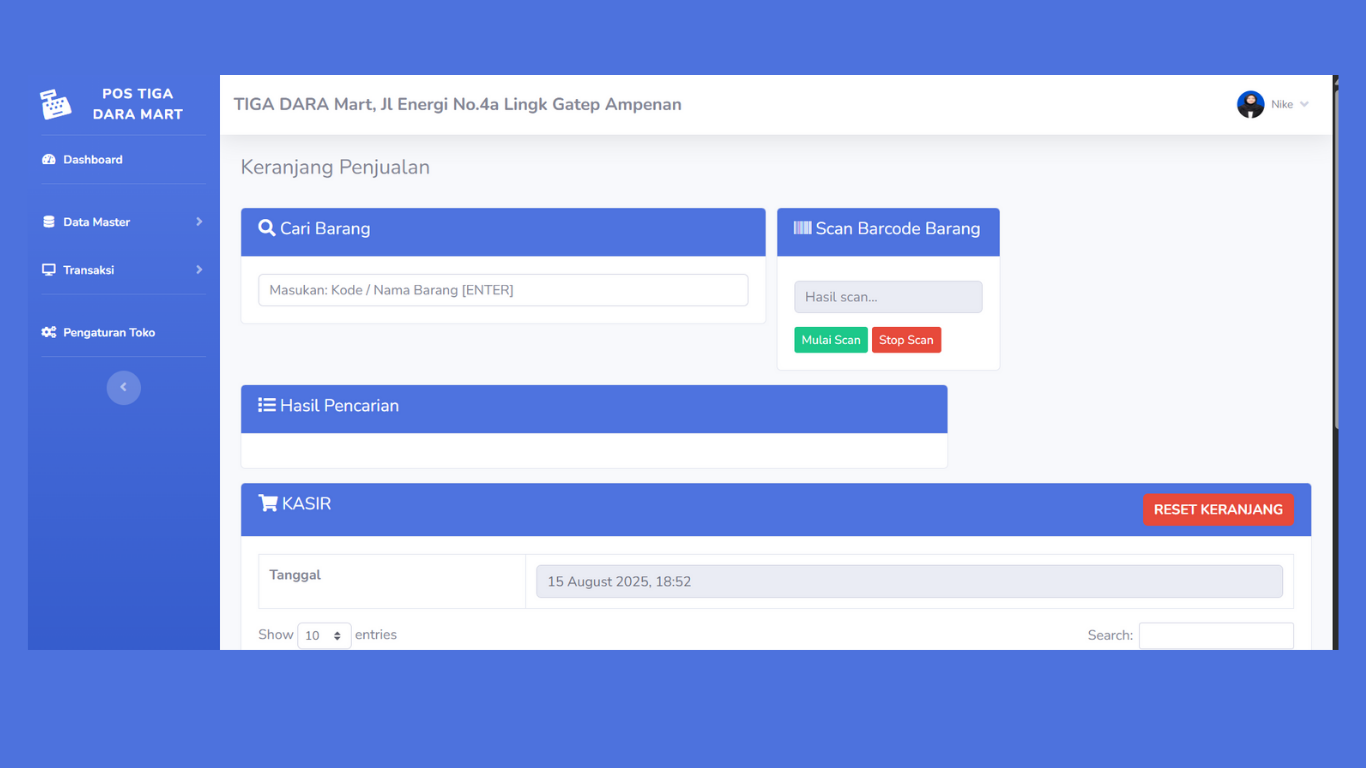 POS TIGA
DARA MART
Dashboard
Data Master
Transaksi
Pengaturan Toko
TIGA DARA Mart, Jl Energi No.4a Lingk Gatep Ampenan
Nike
Keranjang Penjualan
Cari Barang
Masukan: Kode / Nama Barang [ENTER]
Scan Barcode Barang
Hasil scan...
Mulai Scan Stop Scan
Hasil Pencarian
KASIR
RESET KERANJANG
Tanggal
15 August 2025, 18:52
Show 10 entries
Search: